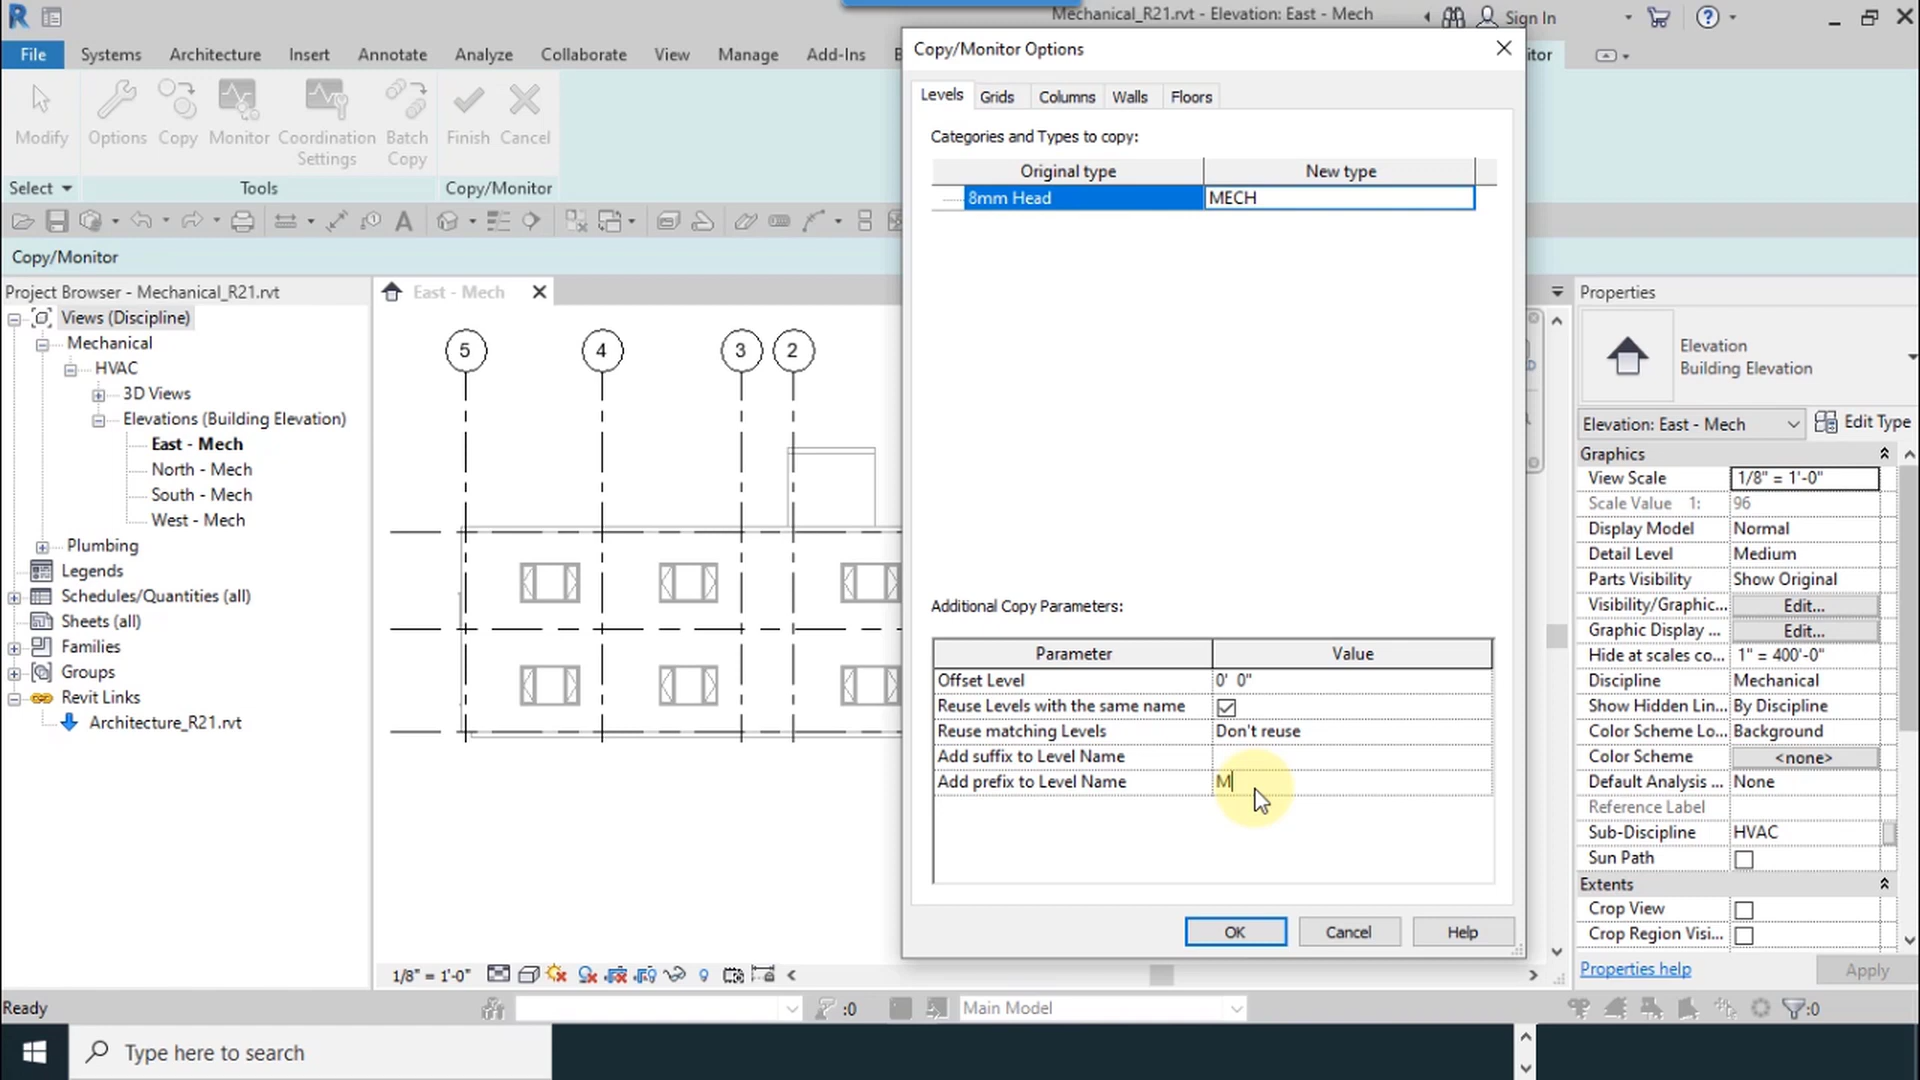 Mechanical_R21.rvt - Elevation: East - Mech
Sign In
File
Systems
Architecture
Insert
Annotate
Analyze
Collaborate
View
Manage
Add-Ins
Modify
Options
Copy
Monitor
Coordination
Settings
Batch
Copy
Finish
Cancel
Select
Tools
Copy/Monitor
Copy/Monitor
Project Browser - Mechanical_R21.rvt
Views (Discipline)
Mechanical
HVAC
3D Views
Elevations (Building Elevation)
East - Mech
North - Mech
South - Mech
West - Mech
Plumbing
Legends
Schedules/Quantities (all)
Sheets (all)
Families
Groups
Revit Links
Architecture_R21.rvt
East - Mech
5
4
3
2
1/8" = 1'-0"
Copy/Monitor Options
Levels
Grids
Columns
Walls
Floors
Categories and Types to copy:
Original type
New type
8mm Head
MECH
Additional Copy Parameters:
Parameter
Value
Offset Level
0'  0"
Reuse Levels with the same name
Reuse matching Levels
Don't reuse
Add suffix to Level Name
Add prefix to Level Name
M
OK
Cancel
Help
Properties
Elevation
Building Elevation
Elevation: East - Mech
Edit Type
Graphics
View Scale
1/8" = 1'-0"
Scale Value 1:
96
Display Model
Normal
Detail Level
Medium
Parts Visibility
Show Original
Visibility/Graphic...
Edit...
Graphic Display ...
Edit...
Hide at scales co...
1" = 400'-0"
Discipline
Mechanical
Show Hidden Lin...
By Discipline
Color Scheme Lo...
Background
Color Scheme
<none>
Default Analysis ...
None
Reference Label
Sub-Discipline
HVAC
Sun Path
Extents
Crop View
Crop Region Visi...
Properties help
Apply
Ready
:0
Main Model
:0
Type here to search